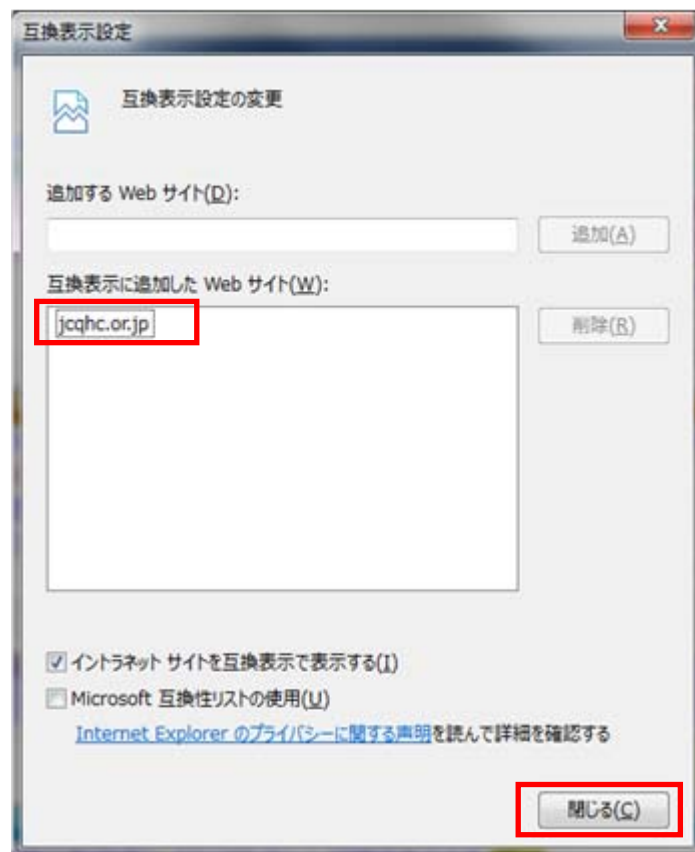 互換表示設定
互換表示設定の変更
追加する Web サイト(D):
追加(A)
互換表示に追加した Web サイト(W):
jcqhc.or.jp
削除(R)
イントラネット サイトを互換表示で表示する(I)
Microsoft 互換性リストの使用(U)
Internet Explorer のプライバシーに関する声明を読んで詳細を確認する
閉じる(C)